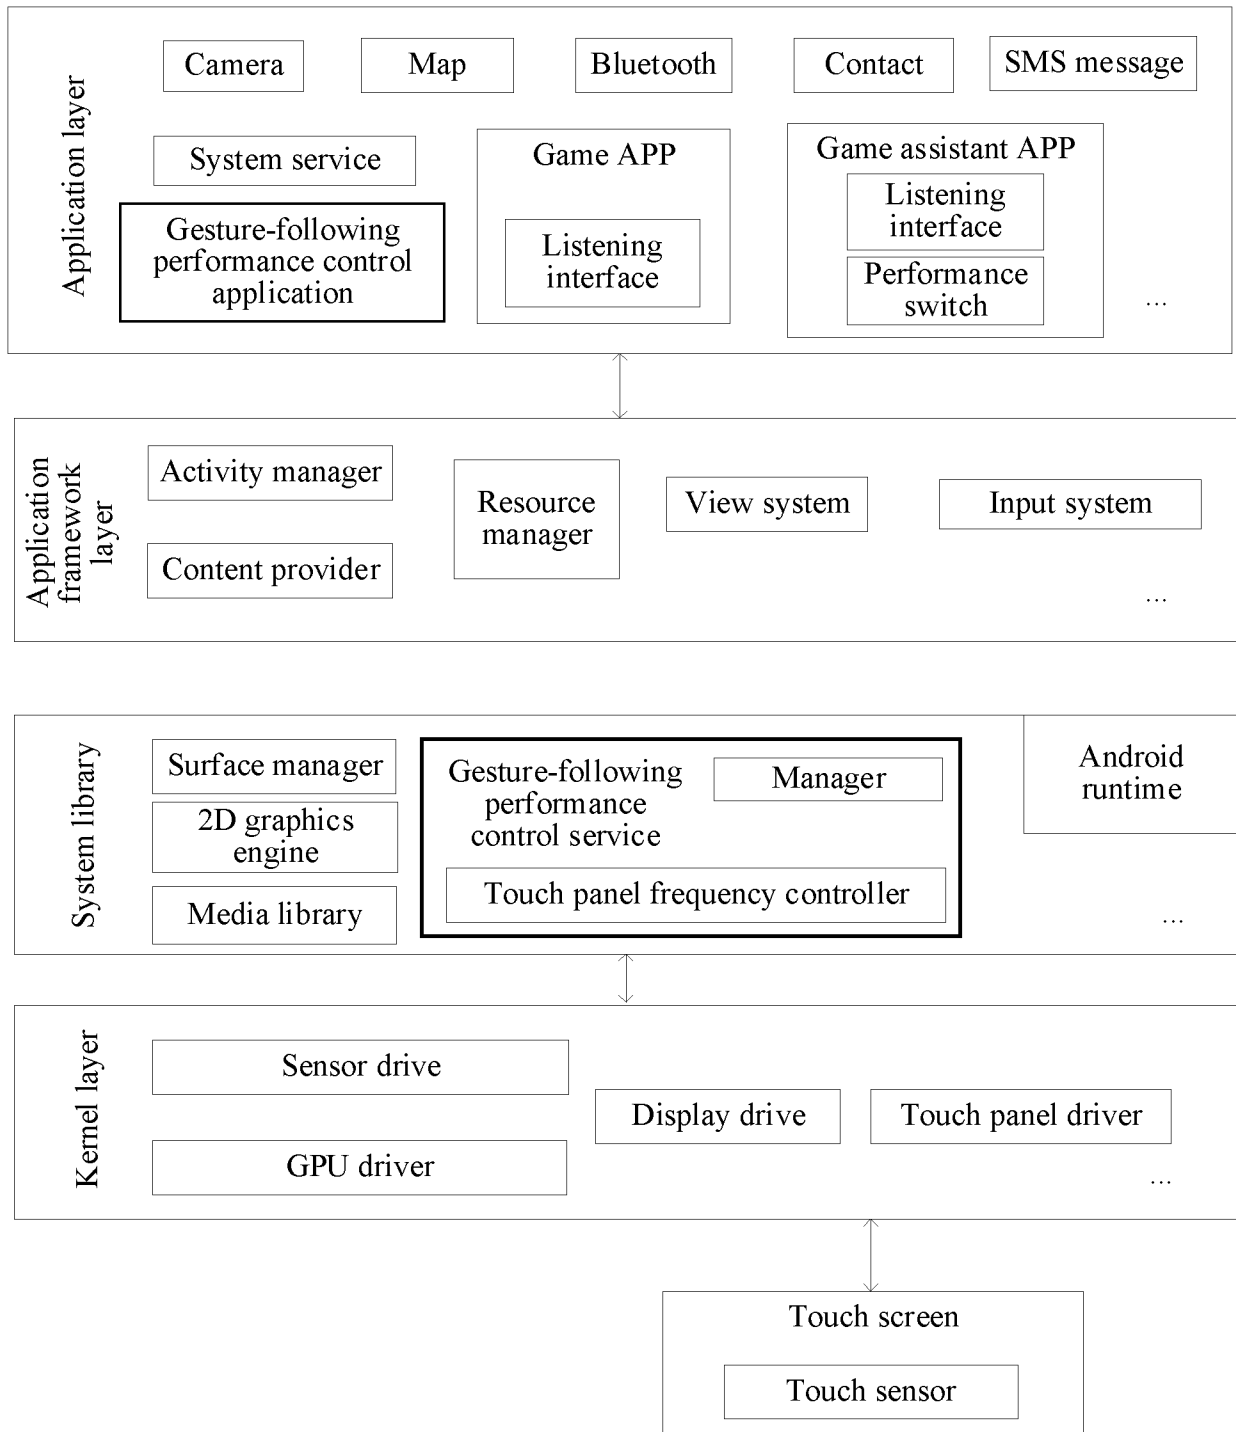 Application layer
Camera
Map
Bluetooth
Contact
SMS message
System service
Gesture-following
performance control
application
Game APP
Listening
interface
Game assistant APP
Listening
interface
Performance
switch
...
Application
framework
layer
Activity manager
Content provider
Resource
manager
View system
Input system
...
System library
Surface manager
2D graphics
engine
Media library
Gesture-following
performance
control service
Manager
Touch panel frequency controller
Android
runtime
...
Kernel layer
Sensor drive
GPU driver
Display drive
Touch panel driver
...
Touch screen
Touch sensor